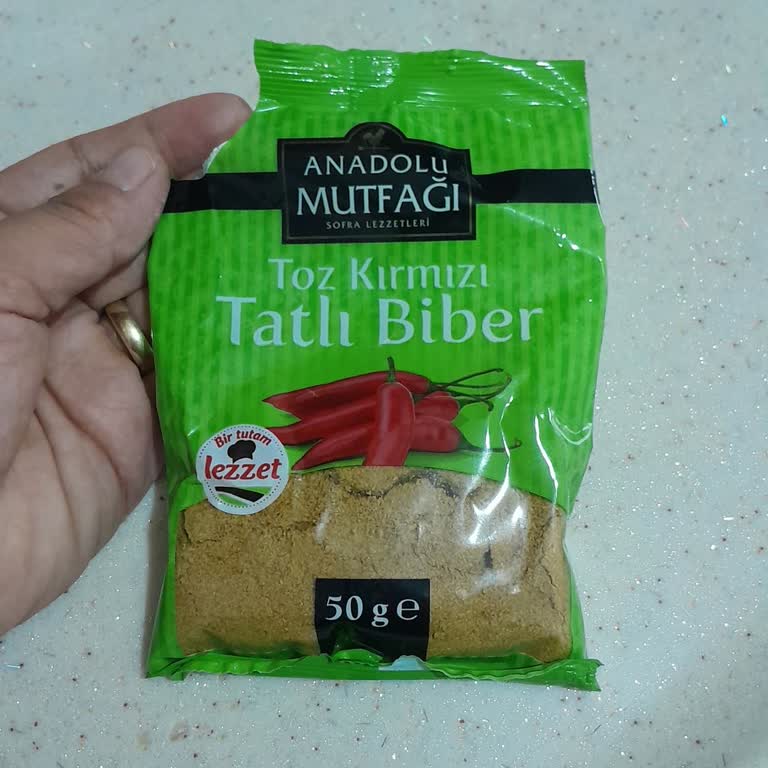 ANADOLU
MUTFAĞI
SOFRA LEZZETLERİ
Toz Kırmızı
Tatlı Biber
Bir tutam
lezzet
50 g e